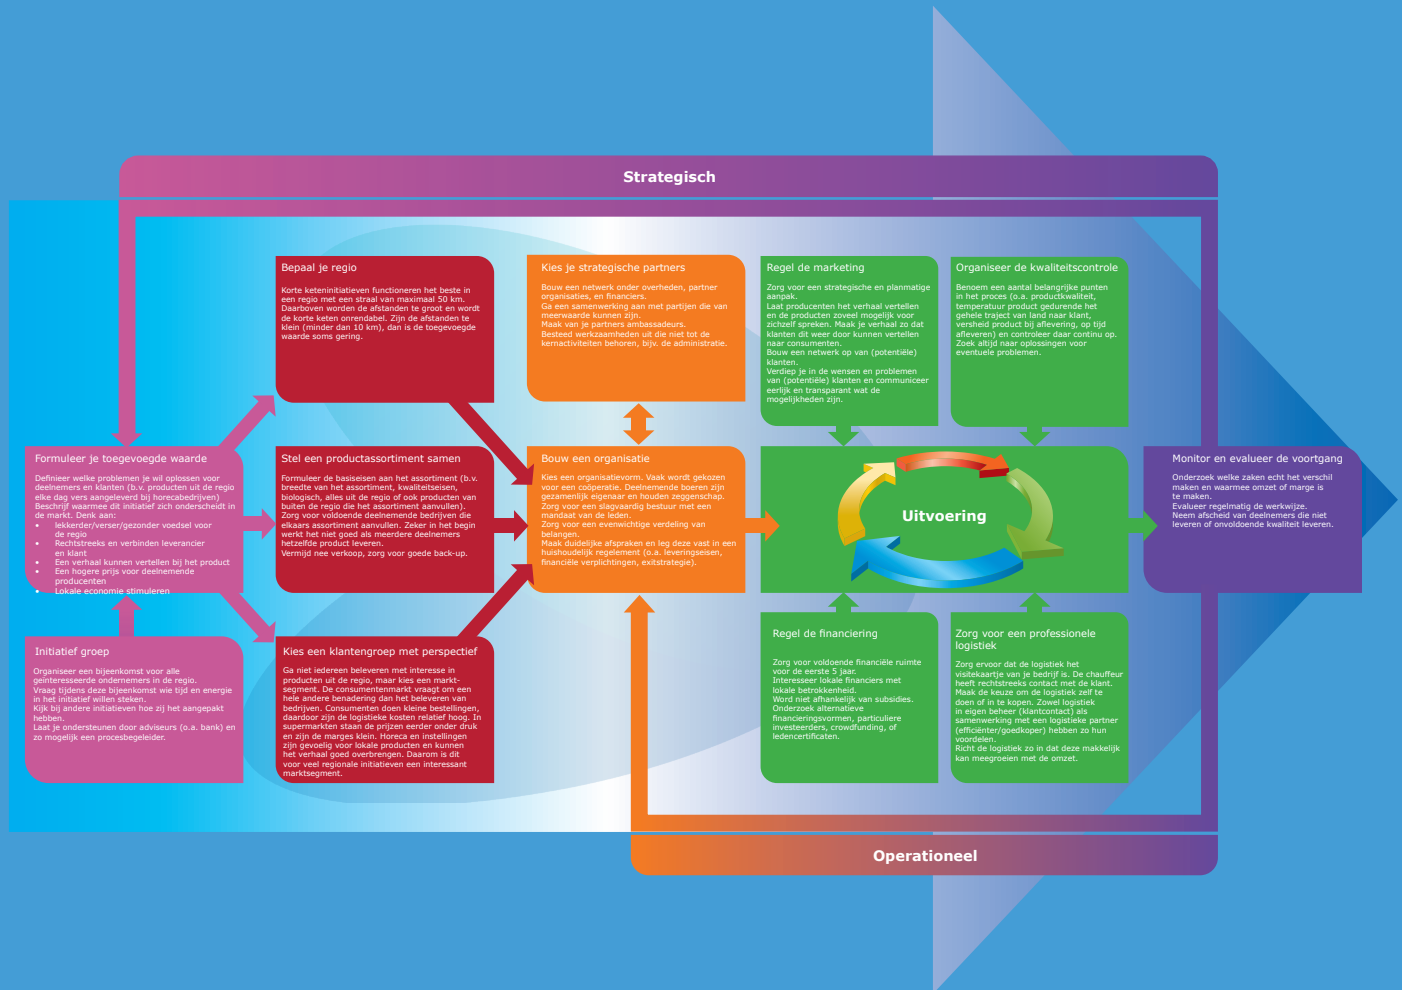 Strategisch
Bepaal je regio
Korte keteninitiatieven functioneren het beste in
een regio met een straal van maximaal 50 km.
Daarboven worden de afstanden te groot en wordt
de korte keten onrendabel. Zijn de afstanden te
klein (minder dan 10 km), dan is de toegevoegde
waarde soms gering.
Kies je strategische partners
Bouw een netwerk onder overheden, partner
organisaties, en financiers.
Ga een samenwerking aan met partijen die van
meerwaarde kunnen zijn.
Maak van je partners ambassadeurs.
Besteed werkzaamheden uit die niet tot de
kernactiviteiten behoren, bijv. de administratie.
Regel de marketing
Zorg voor een strategische en planmatige
aanpak.
Laat producenten het verhaal vertellen
en de producten zoveel mogelijk voor
zichzelf spreken. Maak je verhaal zo dat
klanten dit weer door kunnen vertellen
naar consumenten.
Bouw een netwerk op van (potentiële)
klanten.
Verdiep je in de wensen en problemen
van (potentiële) klanten en communiceer
eerlijk en transparant wat de
mogelijkheden zijn.
Organiseer de kwaliteitscontrole
Benoem een aantal belangrijke punten
in het proces (o.a. productkwaliteit,
temperatuur product gedurende het
gehele traject van land naar klant,
versheid product bij aflevering, op tijd
afleveren) en controleer daar continu op.
Zoek altijd naar oplossingen voor
eventuele problemen.
Formuleer je toegevoegde waarde
Definieer welke problemen je wil oplossen voor
deelnemers en klanten (b.v. producten uit de regio
elke dag vers aangeleverd bij horecabedrijven)
Beschrijf waarmee dit initiatief zich onderscheidt in
de markt. Denk aan:
• lekkerder/verser/gezonder voedsel voor
de regio
• Rechtstreeks en verbinden leverancier
en klant
• Een verhaal kunnen vertellen bij het product
• Een hogere prijs voor deelnemende
producenten
• Lokale economie stimuleren
Stel een productassortiment samen
Formuleer de basiseisen aan het assortiment (b.v.
breedte van het assortiment, kwaliteitseisen,
biologisch, alles uit de regio of ook producten van
buiten de regio die het assortiment aanvullen).
Zorg voor voldoende deelnemende bedrijven die
elkaars assortiment aanvullen. Zeker in het begin
werkt het niet goed als meerdere deelnemers
hetzelfde product leveren.
Vermijd nee verkoop, zorg voor goede back-up.
Bouw een organisatie
Kies een organisatievorm. Vaak wordt gekozen
voor een coöperatie. Deelnemende boeren zijn
gezamenlijk eigenaar en houden zeggenschap.
Zorg voor een slagvaardig bestuur met een
mandaat van de leden.
Zorg voor een evenwichtige verdeling van
belangen.
Maak duidelijke afspraken en leg deze vast in een
huishoudelijk regelement (o.a. leveringseisen,
financiële verplichtingen, exitstrategie).
Uitvoering
Monitor en evalueer de voortgang
Onderzoek welke zaken echt het verschil
maken en waarmee omzet of marge is
te maken.
Evalueer regelmatig de werkwijze.
Neem afscheid van deelnemers die niet
leveren of onvoldoende kwaliteit leveren.
Initiatief groep
Organiseer een bijeenkomst voor alle
geïnteresseerde ondernemers in de regio.
Vraag tijdens deze bijeenkomst wie tijd en energie
in het initiatief willen steken.
Kijk bij andere initiatieven hoe zij het aangepakt
hebben.
Laat je ondersteunen door adviseurs (o.a. bank) en
zo mogelijk een procesbegeleider.
Kies een klantengroep met perspectief
Ga niet iedereen beleveren met interesse in
producten uit de regio, maar kies een markt-
segment. De consumentenmarkt vraagt om een
hele andere benadering dan het beleveren van
bedrijven. Consumenten doen kleine bestellingen,
daardoor zijn de logistieke kosten relatief hoog. In
supermarkten staan de prijzen eerder onder druk
en zijn de marges klein. Horeca en instellingen
zijn gevoelig voor lokale producten en kunnen
het verhaal goed overbrengen. Daarom is dit
voor veel regionale initiatieven een interessant
marktsegment.
Regel de financiering
Zorg voor voldoende financiële ruimte
voor de eerste 5 jaar.
Interesseer lokale financiers met
lokale betrokkenheid.
Word niet afhankelijk van subsidies.
Onderzoek alternatieve
financieringsvormen, particuliere
investeerders, crowdfunding, of
ledencertificaten.
Zorg voor een professionele
logistiek
Zorg ervoor dat de logistiek het
visitekaartje van je bedrijf is. De chauffeur
heeft rechtstreeks contact met de klant.
Maak de keuze om de logistiek zelf te
doen of in te kopen. Zowel logistiek
in eigen beheer (klantcontact) als
samenwerking met een logistieke partner
(efficiënter/goedkoper) hebben zo hun
voordelen.
Richt de logistiek zo in dat deze makkelijk
kan meegroeien met de omzet.
Operationeel